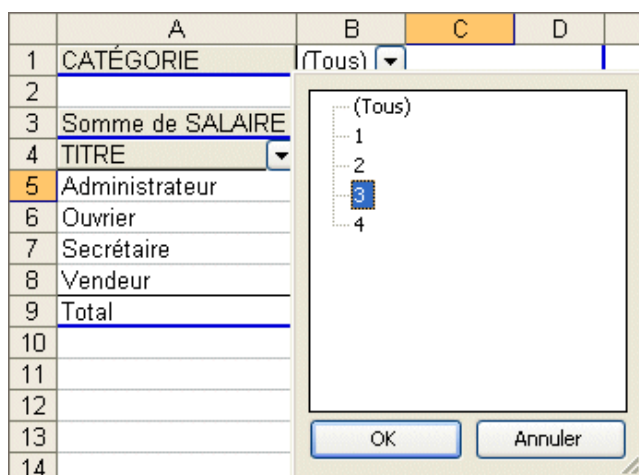 A B C D
1 CATÉGORIE (Tous)
2
3 Somme de SALAIRE
4 TITRE
5 Administrateur
6 Ouvrier
7 Secrétaire
8 Vendeur
9 Total
10
11
12
13
14
(Tous)
1
2
3
4
OK Annuler